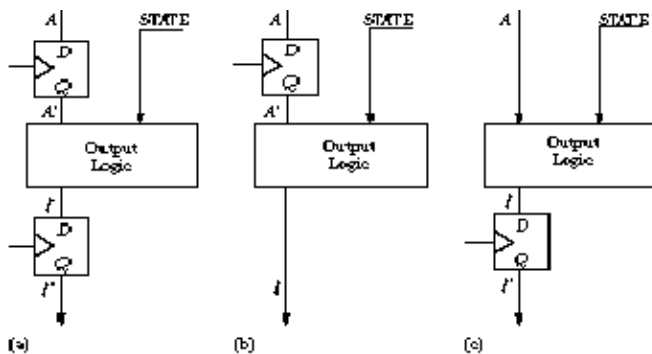 A STATE A STATE A STATE
D D
Q Q
A' A'
Output Logic Output Logic Output Logic
I I
D D
Q Q
I' I I'
(a) (b) (c)